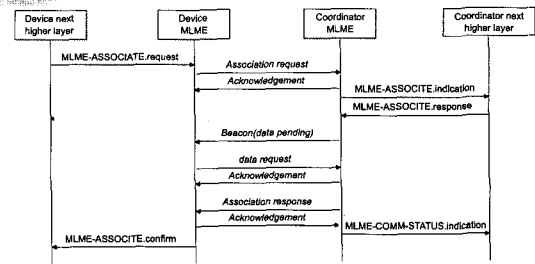 Device next
higher layer
Device
MLME
Coordinator
MLME
Coordinator next
higher layer
MLME-ASSOCIATE.request
Association request
Acknowledgement
MLME-ASSOCITE.indication
MLME-ASSOCITE.response
Beacon(data pending)
data request
Acknowledgement
Association response
Acknowledgement
MLME-COMM-STATUS.indication
MLME-ASSOCITE.confirm